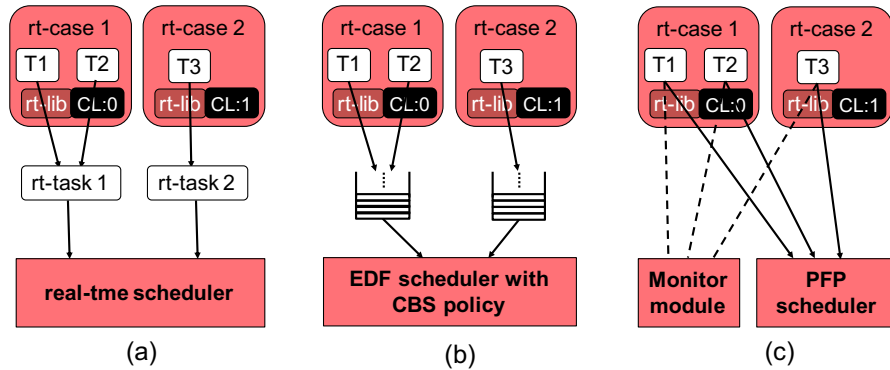 rt-case 1
rt-case 2
T1
T2
T3
rt-lib
CL:0
rt-lib
CL:1
rt-task 1
rt-task 2
real-tme scheduler
(a)
rt-case 1
rt-case 2
T1
T2
T3
rt-lib
CL:0
rt-lib
CL:1
EDF scheduler with
CBS policy
(b)
rt-case 1
rt-case 2
T1
T2
T3
rt-lib
CL:0
rt-lib
CL:1
Monitor
module
PFP
scheduler
(c)